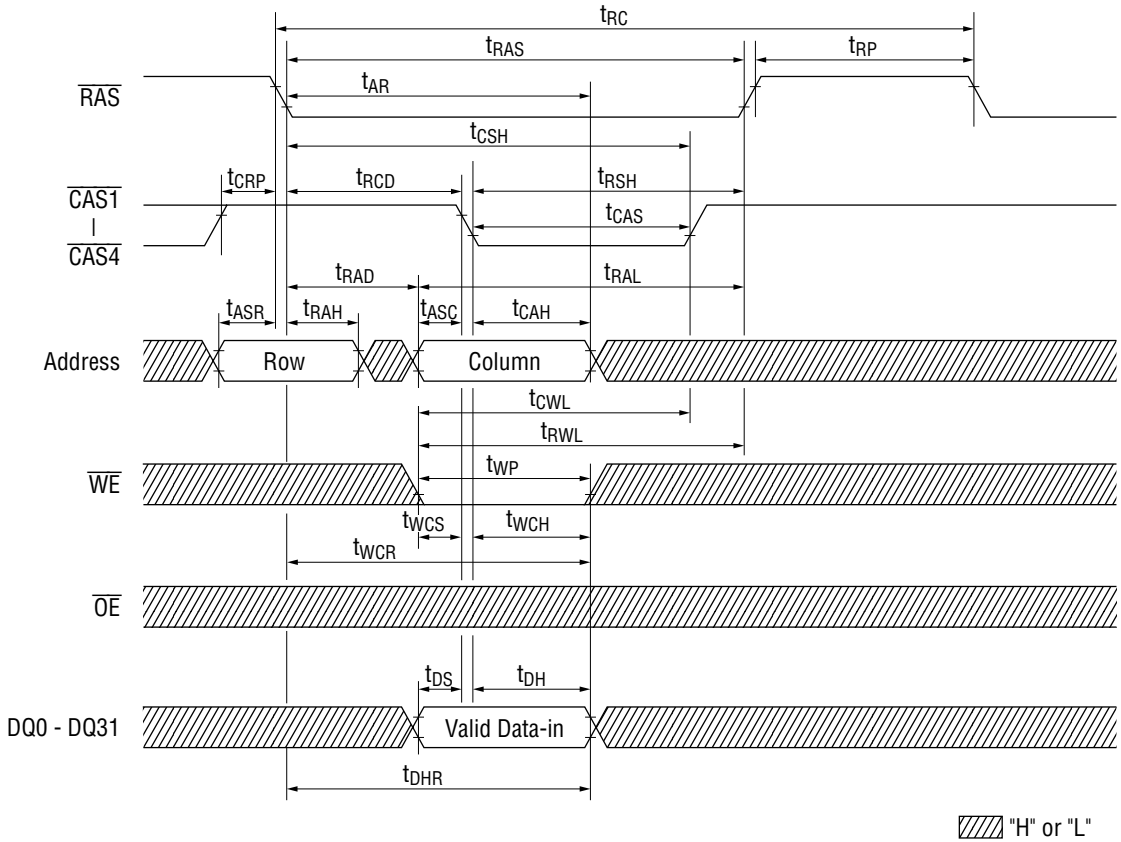 tRC
tRAS
tRP
tAR
RAS
tCSH
tCRP
tRCD
tRSH
CAS1
|
CAS4
tCAS
tRAD
tRAL
tASR
tRAH
tASC
tCAH
Address
Row
Column
tCWL
tRWL
WE
tWP
tWCS
tWCH
tWCR
OE
tDS
tDH
DQ0 - DQ31
Valid Data-in
tDHR
"H" or "L"